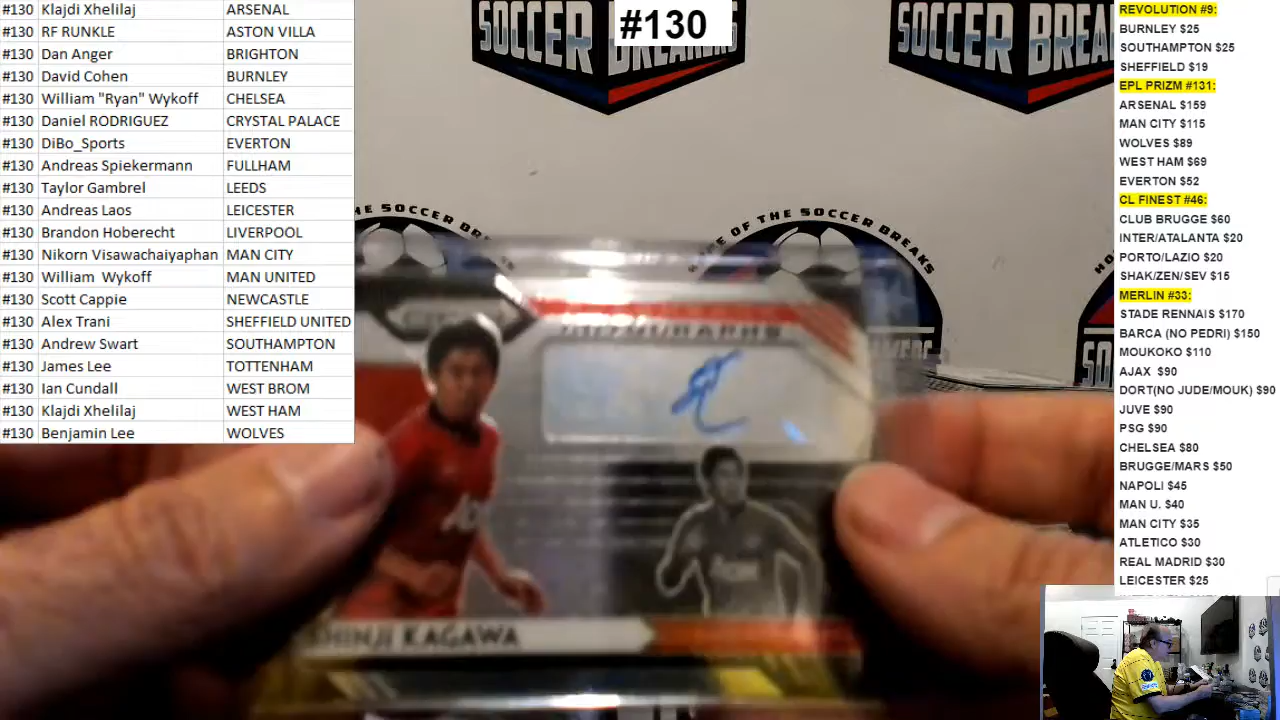 #130 Klajdi Xhelilaj ARSENAL
#130 RF RUNKLE ASTON VILLA
#130 Dan Anger BRIGHTON
#130 David Cohen BURNLEY
#130 William "Ryan" Wykoff CHELSEA
#130 Daniel RODRIGUEZ CRYSTAL PALACE
#130 DiBo_Sports EVERTON
#130 Andreas Spiekermann FULLHAM
#130 Taylor Gambrel LEEDS
#130 Andreas Laos LEICESTER
#130 Brandon Hoberecht LIVERPOOL
#130 Nikorn Visawachaiyaphan MAN CITY
#130 William Wykoff MAN UNITED
#130 Scott Cappie NEWCASTLE
#130 Alex Trani SHEFFIELD UNITED
#130 Andrew Swart SOUTHAMPTON
#130 James Lee TOTTENHAM
#130 Ian Cundall WEST BROM
#130 Klajdi Xhelilaj WEST HAM
#130 Benjamin Lee WOLVES
#130
SOCCER
OF THE SOCCER BREAKS
REVOLUTION #9:
BURNLEY $25
SOUTHAMPTON $25
SHEFFIELD $19
EPL PRIZM #131:
ARSENAL $159
MAN CITY $115
WOLVES $89
WEST HAM $69
EVERTON $52
CL FINEST #46:
CLUB BRUGGE $60
INTER/ATALANTA $20
PORTO/LAZIO $20
SHAK/ZEN/SEV $15
MERLIN #33:
STADE RENNAIS $170
BARCA (NO PEDRI) $150
MOUKOKO $110
AJAX $90
DORT(NO JUDE/MOUK) $90
JUVE $90
PSG $90
CHELSEA $80
BRUGGE/MARS $50
NAPOLI $45
MAN U. $40
MAN CITY $35
ATLETICO $30
REAL MADRID $30
LEICESTER $25